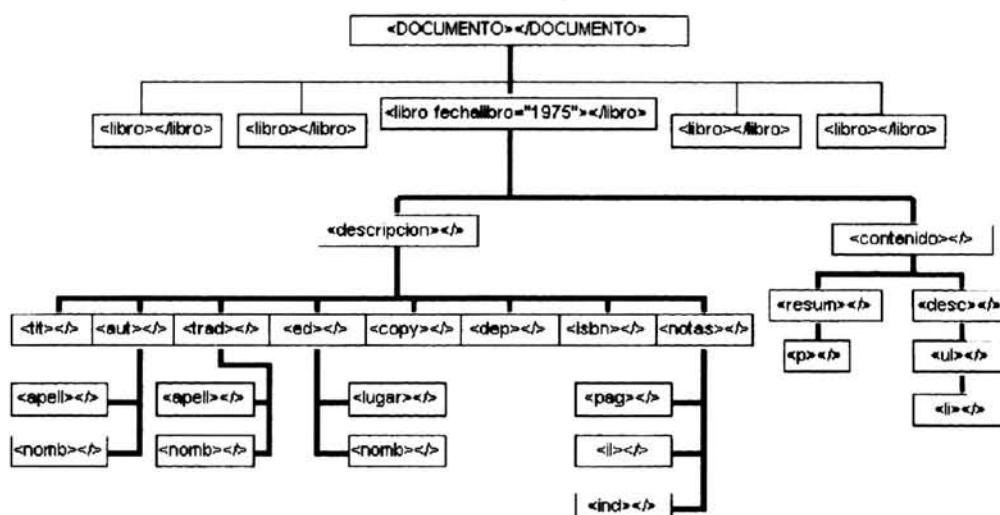 <DOCUMENTO></DOCUMENTO>
<libro></libro> <libro></libro> <libro fechalibro="1975"></libro> <libro></libro> <libro></libro>
<descripcion></> <contenido></>
<tit></> <aut></> <trad></> <ed></> <copy></> <dep></> <isbn></> <notas></> <resum></> <desc></>
<p></> <ul></>
<apell></> <apell></> <lugar></> <pag></> <li></>
<nomb></> <nomb></> <nomb></> <il></>
<ind></>